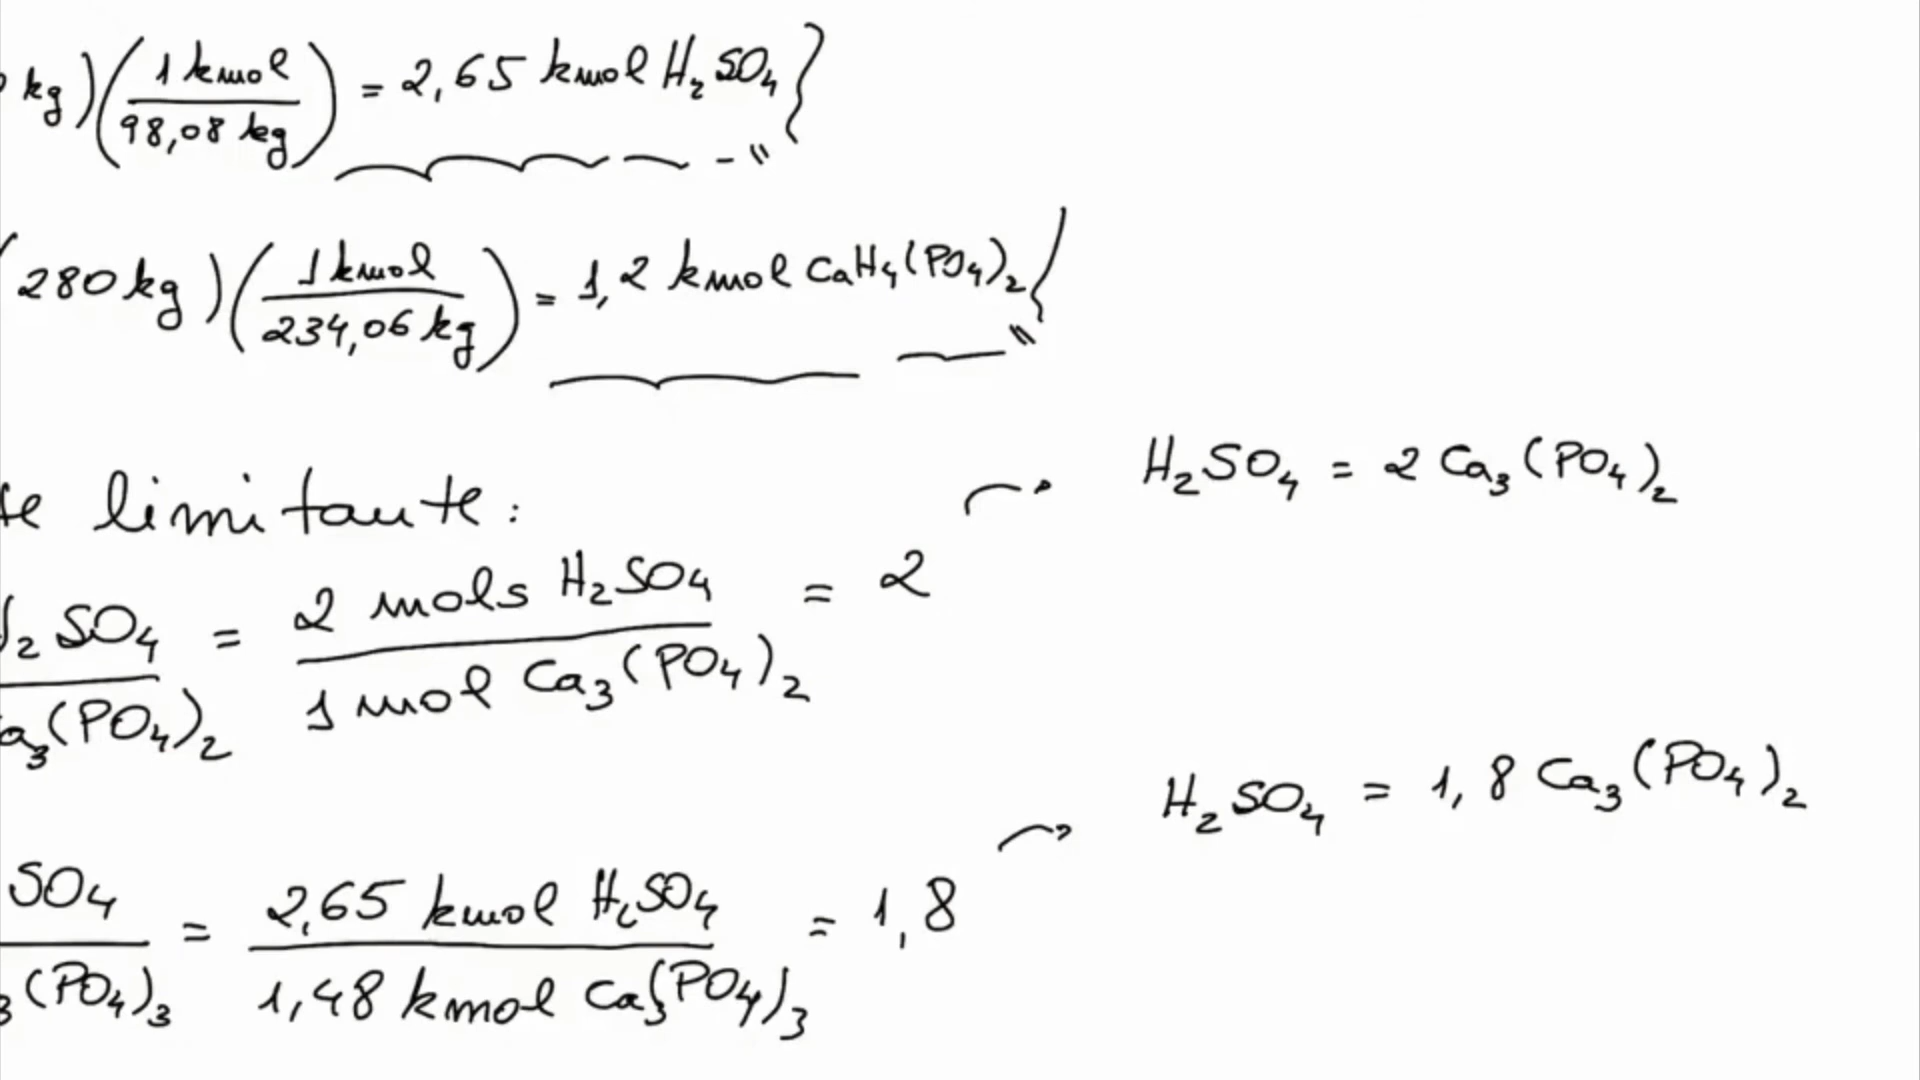 kg)(1 kmol / 98,08 kg) = 2,65 kmol H₂SO₄}
(280 kg)(1 kmol / 234,06 kg) = 1,2 kmol CaH₄(PO₄)₂
limitante:
H₂SO₄ = 2 Ca₃(PO₄)₂
₂SO₄ / a₃(PO₄)₂ = 2 mols H₂SO₄ / 1 mol Ca₃(PO₄)₂ = 2
H₂SO₄ = 1,8 Ca₃(PO₄)₂
SO₄ / ₃(PO₄)₃ = 2,65 kmol H₂SO₄ / 1,48 kmol Ca₃(PO₄)₃ = 1,8